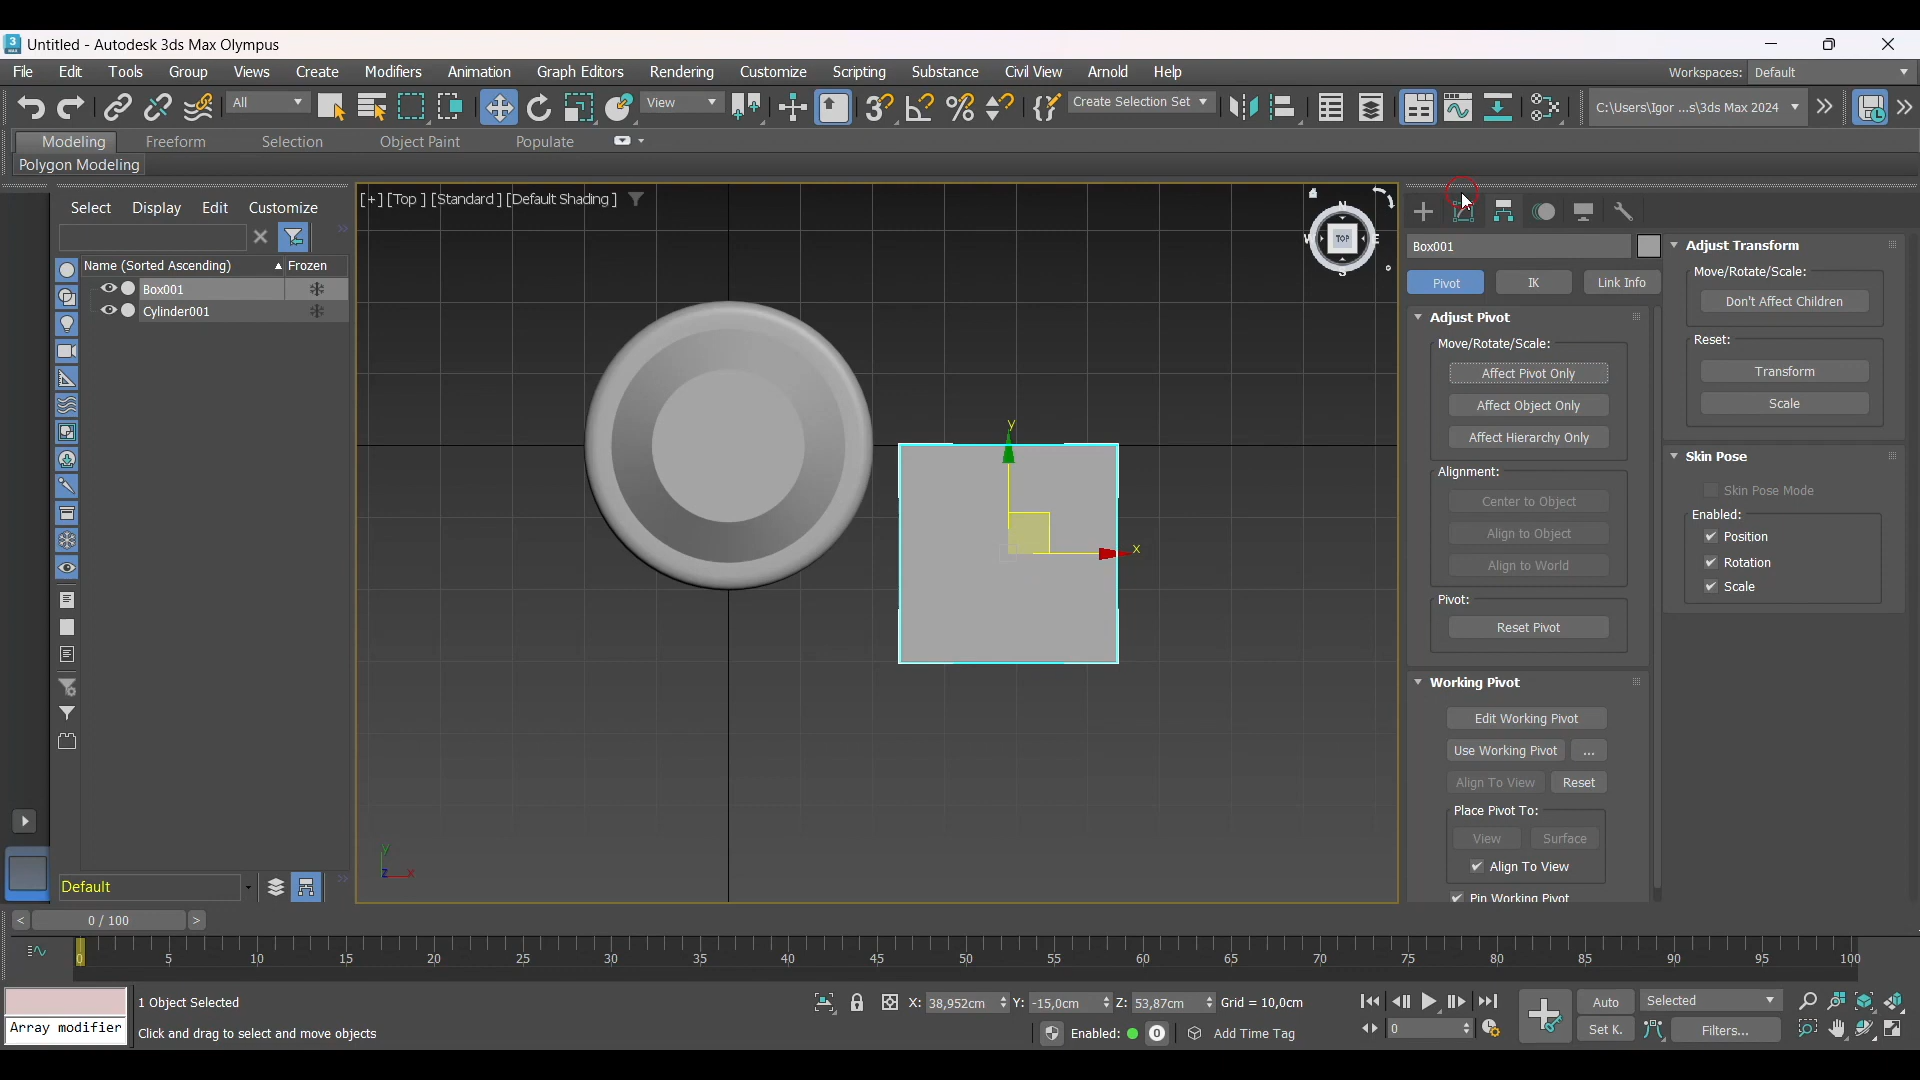 Untitled - Autodesk 3ds Max Olympus
File Edit Tools Group Views Create Modifiers Animation Graph Editors Rendering Customize Scripting Substance Civil View Arnold Help Workspaces: Default
All View Create Selection Set C:\Users\Igor ...s\3ds Max 2024
Modeling Freeform Selection Object Paint Populate
Polygon Modeling
Select Display Edit Customize
Name (Sorted Ascending) Frozen
Box001
Cylinder001
Default
[+] [Top ] [Standard ] [Default Shading ]
N
W TOP E
S
y
x
y
z x
Box001
Pivot IK Link Info
Adjust Pivot
Move/Rotate/Scale:
Affect Pivot Only
Affect Object Only
Affect Hierarchy Only
Alignment:
Center to Object
Align to Object
Align to World
Pivot:
Reset Pivot
Working Pivot
Edit Working Pivot
Use Working Pivot ...
Align To View Reset
Place Pivot To:
View Surface
Align To View
Pin Working Pivot
Adjust Transform
Move/Rotate/Scale:
Don't Affect Children
Reset:
Transform
Scale
Skin Pose
Skin Pose Mode
Enabled:
Position
Rotation
Scale
< 0 / 100 >
0 5 10 15 20 25 30 35 40 45 50 55 60 65 70 75 80 85 90 95 100
1 Object Selected X: 38,952cm Y: -15,0cm Z: 53,87cm Grid = 10,0cm Auto Selected
Array modifier Click and drag to select and move objects Enabled: 0 Add Time Tag 0 Set K. Filters...